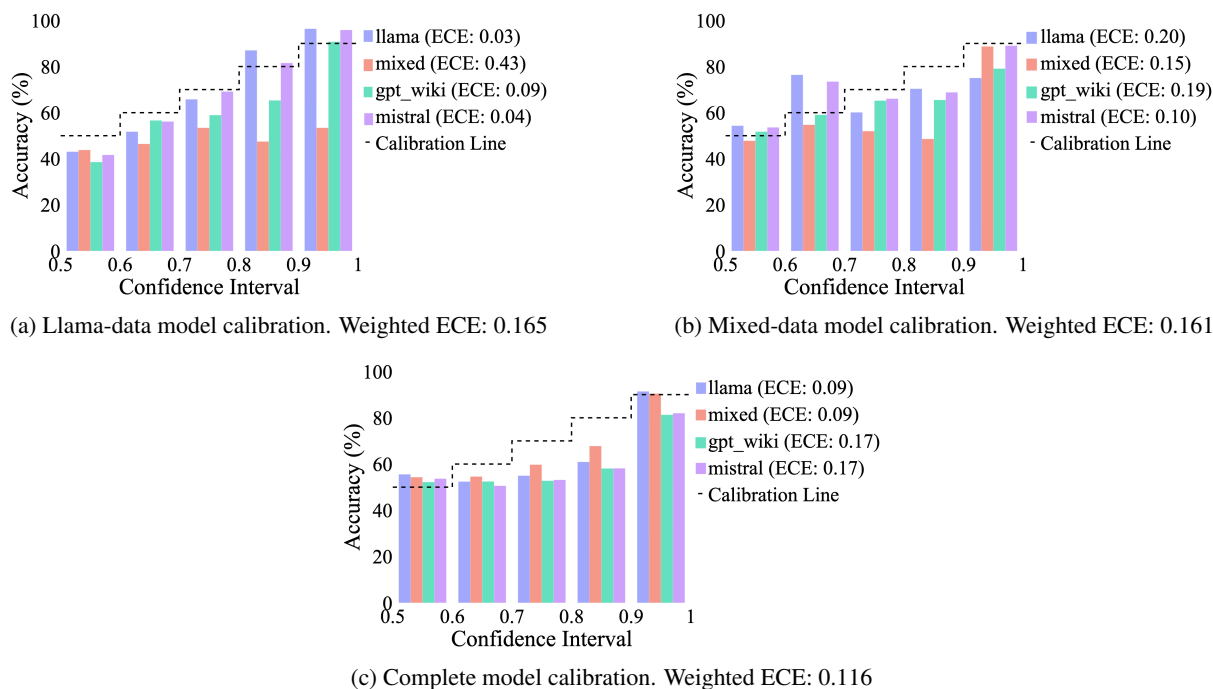 100
80
60
40
20
0
Accuracy (%)
0.5 0.6 0.7 0.8 0.9 1
Confidence Interval
llama (ECE: 0.03)
mixed (ECE: 0.43)
gpt_wiki (ECE: 0.09)
mistral (ECE: 0.04)
Calibration Line
(a) Llama-data model calibration. Weighted ECE: 0.165
100
80
60
40
20
0
Accuracy (%)
0.5 0.6 0.7 0.8 0.9 1
Confidence Interval
llama (ECE: 0.20)
mixed (ECE: 0.15)
gpt_wiki (ECE: 0.19)
mistral (ECE: 0.10)
Calibration Line
(b) Mixed-data model calibration. Weighted ECE: 0.161
100
80
60
40
20
0
Accuracy (%)
0.5 0.6 0.7 0.8 0.9 1
Confidence Interval
llama (ECE: 0.09)
mixed (ECE: 0.09)
gpt_wiki (ECE: 0.17)
mistral (ECE: 0.17)
Calibration Line
(c) Complete model calibration. Weighted ECE: 0.116